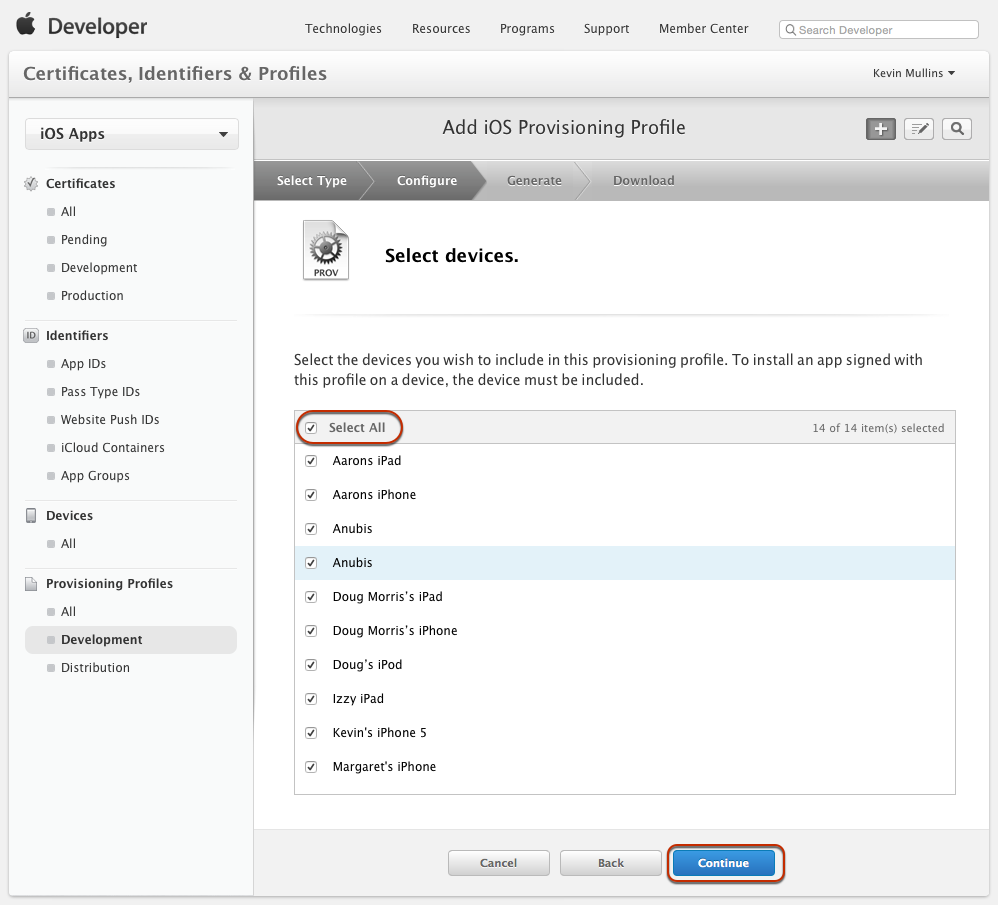 Developer
Technologies
Resources
Programs
Support
Member Center
Search Developer
Certificates, Identifiers & Profiles
Kevin Mullins
iOS Apps
Certificates
All
Pending
Development
Production
ID
Identifiers
App IDs
Pass Type IDs
Website Push IDs
iCloud Containers
App Groups
Devices
All
Provisioning Profiles
All
Development
Distribution
Add iOS Provisioning Profile
Select Type
Configure
Generate
Download
PROV
Select devices.
Select the devices you wish to include in this provisioning profile. To install an app signed with
this profile on a device, the device must be included.
Select All
14 of 14 item(s) selected
Aarons iPad
Aarons iPhone
Anubis
Anubis
Doug Morris's iPad
Doug Morris's iPhone
Doug's iPod
Izzy iPad
Kevin's iPhone 5
Margaret's iPhone
Cancel
Back
Continue